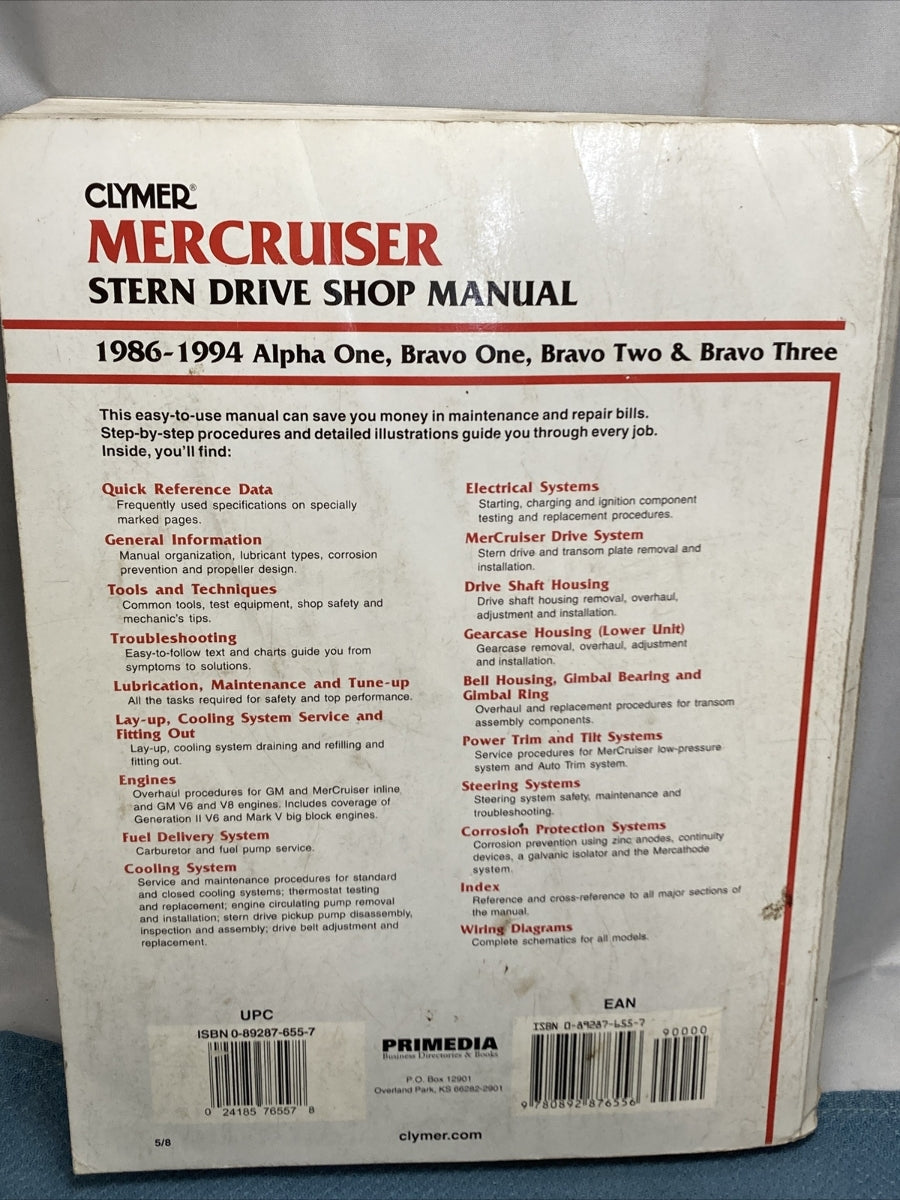 CLYMER®
MERCRUISER
STERN DRIVE SHOP MANUAL
1986-1994 Alpha One, Bravo One, Bravo Two & Bravo Three
This easy-to-use manual can save you money in maintenance and repair bills.
Step-by-step procedures and detailed illustrations guide you through every job.
Inside, you'll find:
Quick Reference Data
Frequently used specifications on specially
marked pages.
General Information
Manual organization, lubricant types, corrosion
prevention and propeller design.
Tools and Techniques
Common tools, test equipment, shop safety and
mechanic's tips.
Troubleshooting
Easy-to-follow text and charts guide you from
symptoms to solutions.
Lubrication, Maintenance and Tune-up
All the tasks required for safety and top performance.
Lay-up, Cooling System Service and
Fitting Out
Lay-up, cooling system draining and refilling and
fitting out.
Engines
Overhaul procedures for GM and MerCruiser inline
and GM V6 and V8 engines. Includes coverage of
Generation II V6 and Mark V big block engines.
Fuel Delivery System
Carburetor and fuel pump service.
Cooling System
Service and maintenance procedures for standard
and closed cooling systems; thermostat testing
and replacement; engine circulating pump removal
and installation; stern drive pickup pump disassembly,
inspection and assembly; drive belt adjustment and
replacement.
Electrical Systems
Starting, charging and ignition component
testing and replacement procedures.
MerCruiser Drive System
Stern drive and transom plate removal and
installation.
Drive Shaft Housing
Drive shaft housing removal, overhaul,
adjustment and installation.
Gearcase Housing (Lower Unit)
Gearcase removal, overhaul, adjustment
and installation.
Bell Housing, Gimbal Bearing and
Gimbal Ring
Overhaul and replacement procedures for transom
assembly components.
Power Trim and Tilt Systems
Service procedures for MerCruiser low-pressure
system and Auto Trim system.
Steering Systems
Steering system safety, maintenance and
troubleshooting.
Corrosion Protection Systems
Corrosion prevention using zinc anodes, continuity
devices, a galvanic isolator and the Mercathode
system.
Index
Reference and cross-reference to all major sections of
the manual.
Wiring Diagrams
Complete schematics for all models.
UPC
ISBN 0-89287-655-7
0 24185 76557 8
PRIMEDIA
Business Directories & Books
P.O. Box 12901
Overland Park, KS 66282-2901
EAN
ISBN 0-89287-655-7
90000
9 780892 876556
5/8
clymer.com